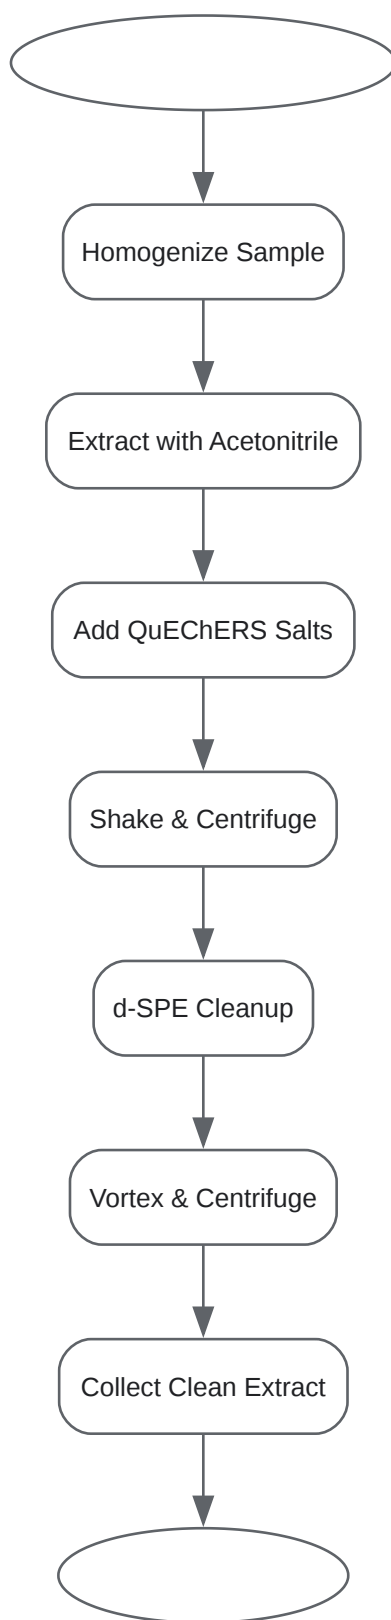 Homogenize Sample
Extract with Acetonitrile
Add QuEChERS Salts
Shake & Centrifuge
d-SPE Cleanup
Vortex & Centrifuge
Collect Clean Extract